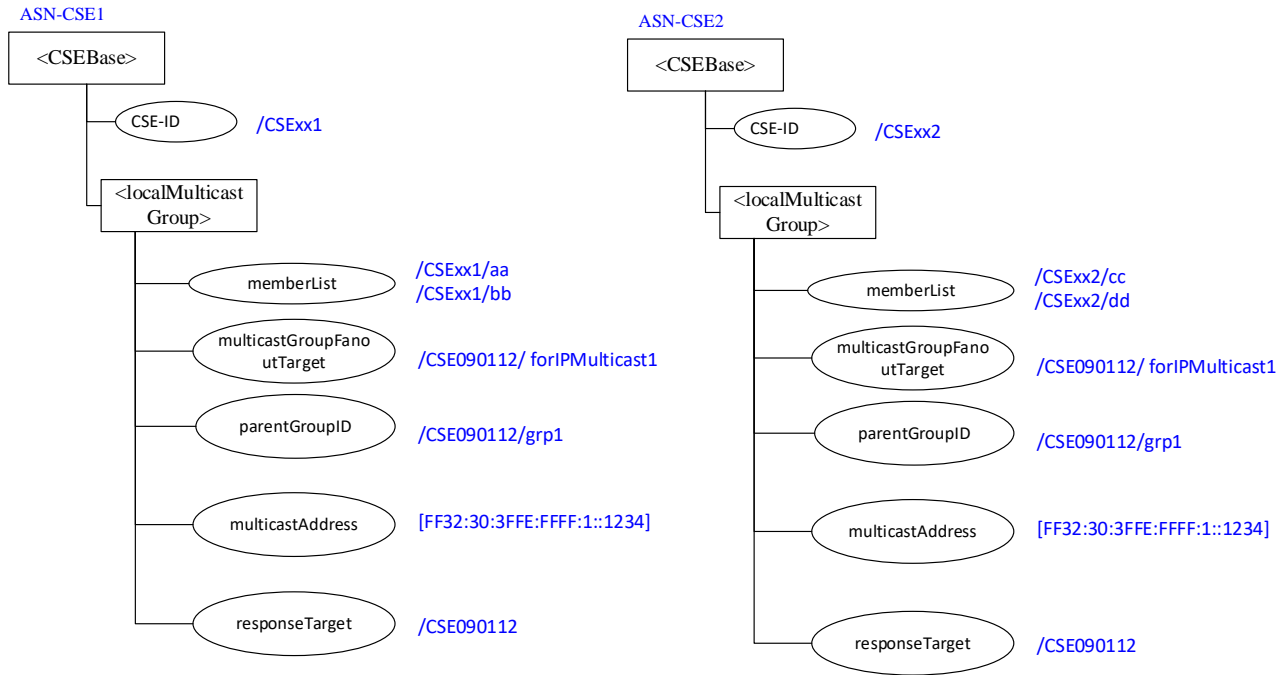 ASN-CSE1
<CSEBase>
CSE-ID
/CSExx1
<localMulticast
Group>
memberList
/CSExx1/aa
/CSExx1/bb
multicastGroupFano
utTarget
/CSE090112/ forIPMulticast1
parentGroupID
/CSE090112/grp1
multicastAddress
[FF32:30:3FFE:FFFF:1::1234]
responseTarget
/CSE090112
ASN-CSE2
<CSEBase>
CSE-ID
/CSExx2
<localMulticast
Group>
memberList
/CSExx2/cc
/CSExx2/dd
multicastGroupFano
utTarget
/CSE090112/ forIPMulticast1
parentGroupID
/CSE090112/grp1
multicastAddress
[FF32:30:3FFE:FFFF:1::1234]
responseTarget
/CSE090112